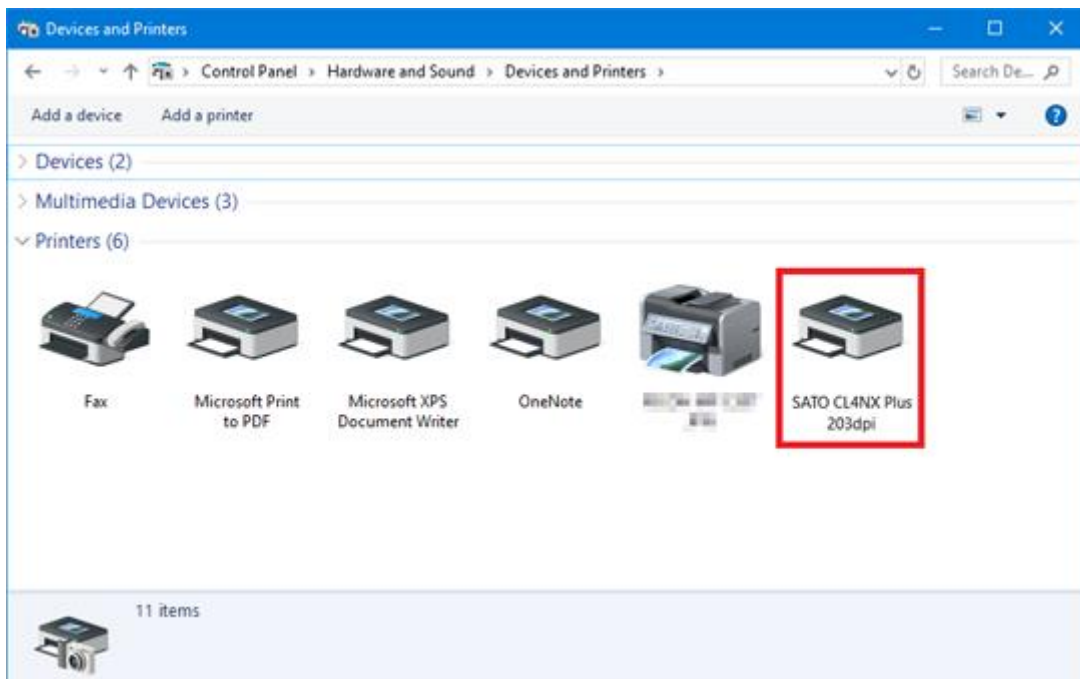 Devices and Printers
Control Panel > Hardware and Sound > Devices and Printers >
Search De...
Add a device Add a printer
?
Devices (2)
Multimedia Devices (3)
Printers (6)
Fax
Microsoft Print
to PDF
Microsoft XPS
Document Writer
OneNote
SATO CL4NX Plus
203dpi
11 items